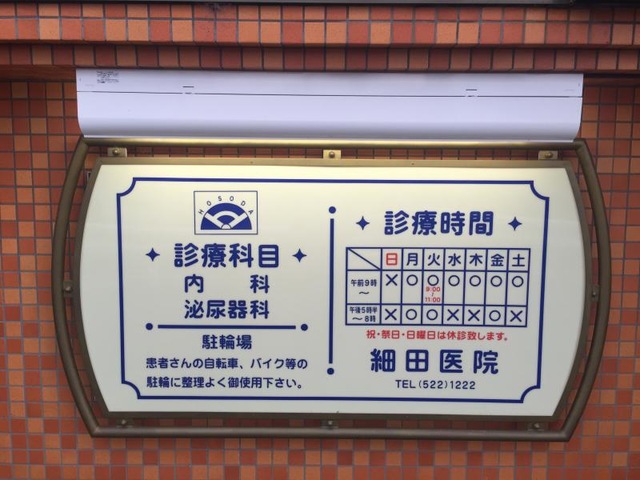 HOSODA
診療科目
内 科
泌尿器科
駐輪場
患者さんの自転車、バイク等の
駐輪に整理よく御使用下さい。
診療時間
日 月 火 水 木 金 土
午前9時～ × ○ ○ ○ ○ ○ ○
9:00/11:00
午後5時半～8時 × ○ ○ × × ○ ×
祝・祭日・日曜日は休診致します。
細田医院
TEL(522)1222